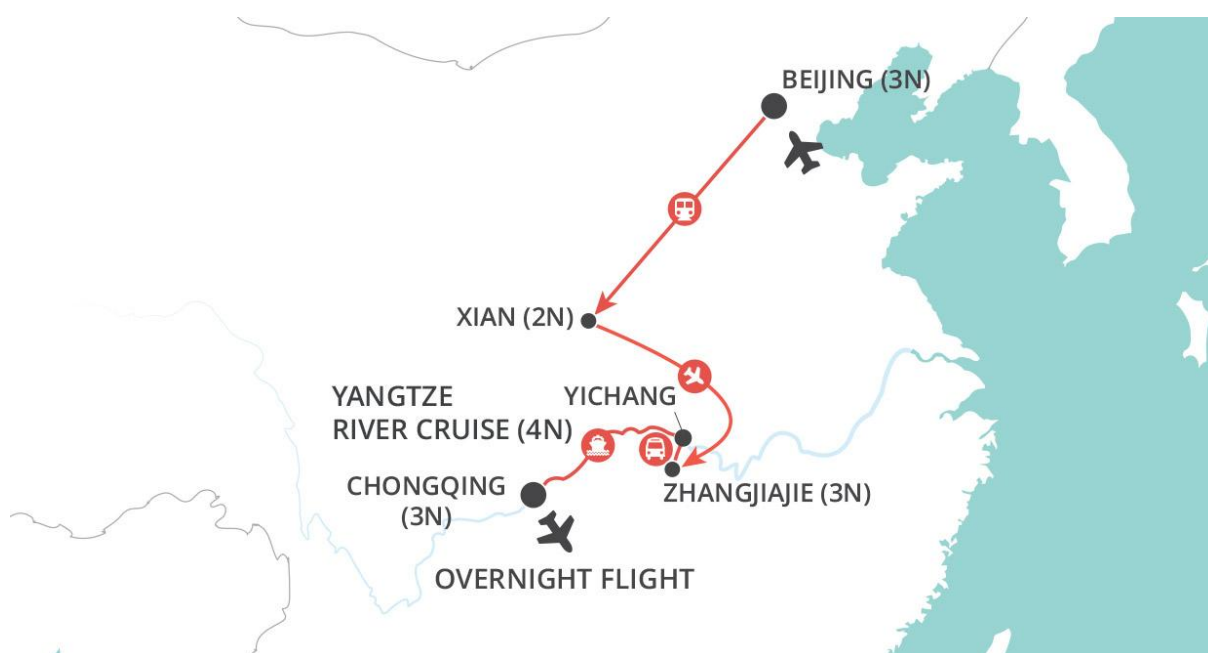 BEIJING (3N)
XIAN (2N)
YICHANG
YANGTZE
RIVER CRUISE (4N)
CHONGQING
(3N)
ZHANGJIAJIE (3N)
OVERNIGHT FLIGHT